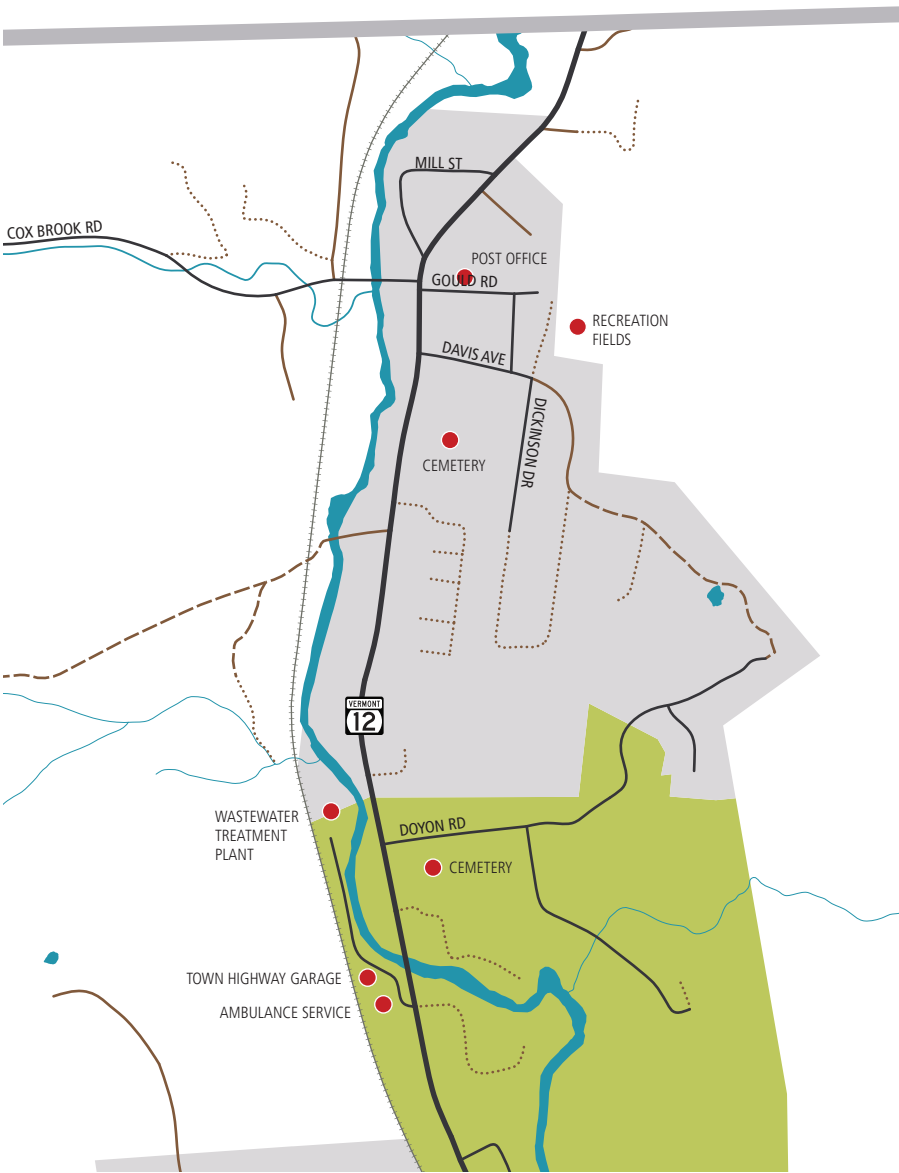 MILL ST
COX BROOK RD
POST OFFICE
GOULD RD
RECREATION
FIELDS
DAVIS AVE
DICKINSON DR
CEMETERY
VERMONT
12
WASTEWATER
TREATMENT
PLANT
DOYON RD
CEMETERY
TOWN HIGHWAY GARAGE
AMBULANCE SERVICE